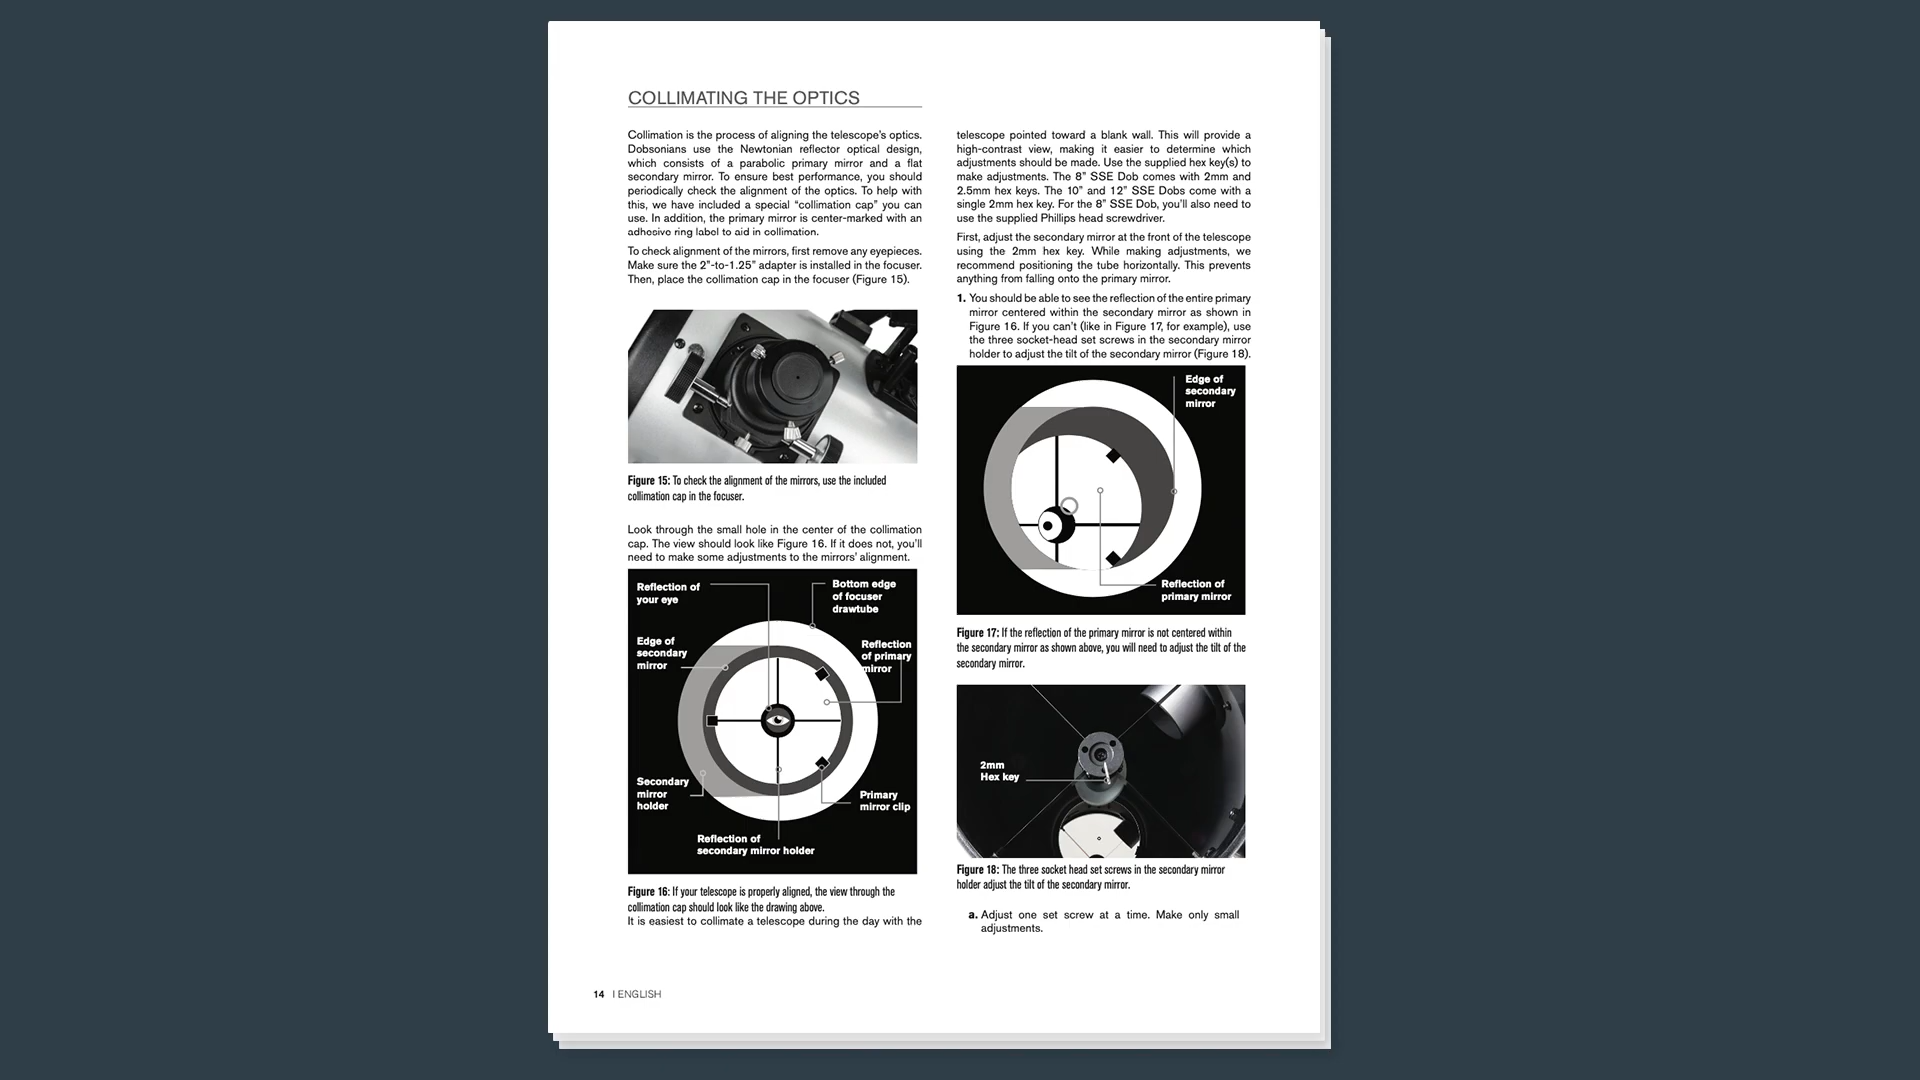 COLLIMATING THE OPTICS
Collimation is the process of aligning the telescope's optics.
Dobsonians use the Newtonian reflector optical design,
which consists of a parabolic primary mirror and a flat
secondary mirror. To ensure best performance, you should
periodically check the alignment of the optics. To help with
this, we have included a special “collimation cap” you can
use. In addition, the primary mirror is center-marked with an
adhesive ring label to aid in collimation.
To check alignment of the mirrors, first remove any eyepieces.
Make sure the 2”-to-1.25” adapter is installed in the focuser.
Then, place the collimation cap in the focuser (Figure 15).
Figure 15: To check the alignment of the mirrors, use the included
collimation cap in the focuser.
Look through the small hole in the center of the collimation
cap. The view should look like Figure 16. If it does not, you'll
need to make some adjustments to the mirrors' alignment.
Reflection of
your eye
Bottom edge
of focuser
drawtube
Edge of
secondary
mirror
Reflection
of primary
mirror
Secondary
mirror
holder
Primary
mirror clip
Reflection of
secondary mirror holder
Figure 16: If your telescope is properly aligned, the view through the
collimation cap should look like the drawing above.
It is easiest to collimate a telescope during the day with the
telescope pointed toward a blank wall. This will provide a
high-contrast view, making it easier to determine which
adjustments should be made. Use the supplied hex key(s) to
make adjustments. The 8” SSE Dob comes with 2mm and
2.5mm hex keys. The 10” and 12” SSE Dobs come with a
single 2mm hex key. For the 8” SSE Dob, you'll also need to
use the supplied Phillips head screwdriver.
First, adjust the secondary mirror at the front of the telescope
using the 2mm hex key. While making adjustments, we
recommend positioning the tube horizontally. This prevents
anything from falling onto the primary mirror.
1. You should be able to see the reflection of the entire primary
mirror centered within the secondary mirror as shown in
Figure 16. If you can't (like in Figure 17, for example), use
the three socket-head set screws in the secondary mirror
holder to adjust the tilt of the secondary mirror (Figure 18).
Edge of
secondary
mirror
Reflection of
primary mirror
Figure 17: If the reflection of the primary mirror is not centered within
the secondary mirror as shown above, you will need to adjust the tilt of the
secondary mirror.
2mm
Hex key
Figure 18: The three socket head set screws in the secondary mirror
holder adjust the tilt of the secondary mirror.
a. Adjust one set screw at a time. Make only small
adjustments.
14 I ENGLISH